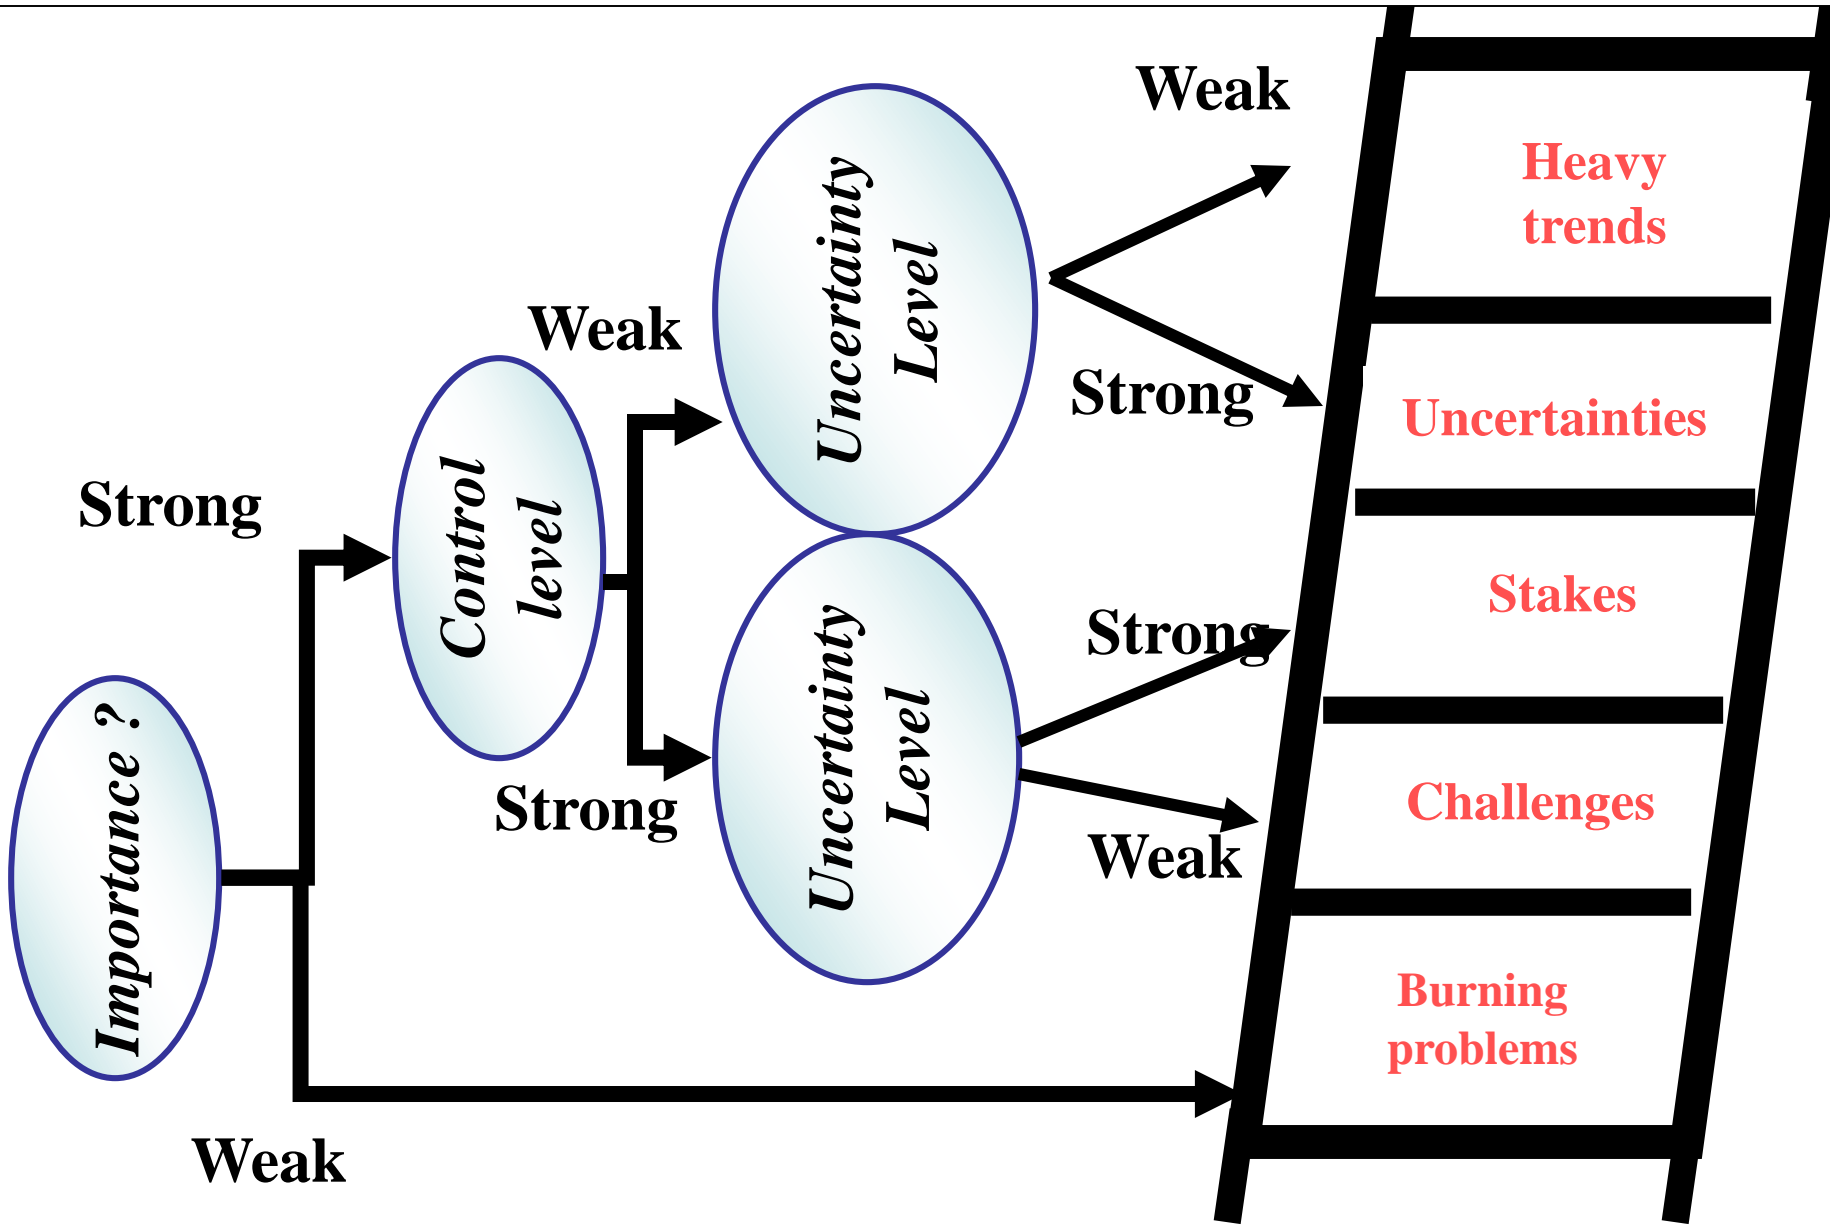 Importance ?
Strong
Weak
Control
level
Weak
Strong
Uncertainty
Level
Uncertainty
Level
Weak
Strong
Strong
Weak
Heavy
trends
Uncertainties
Stakes
Challenges
Burning
problems